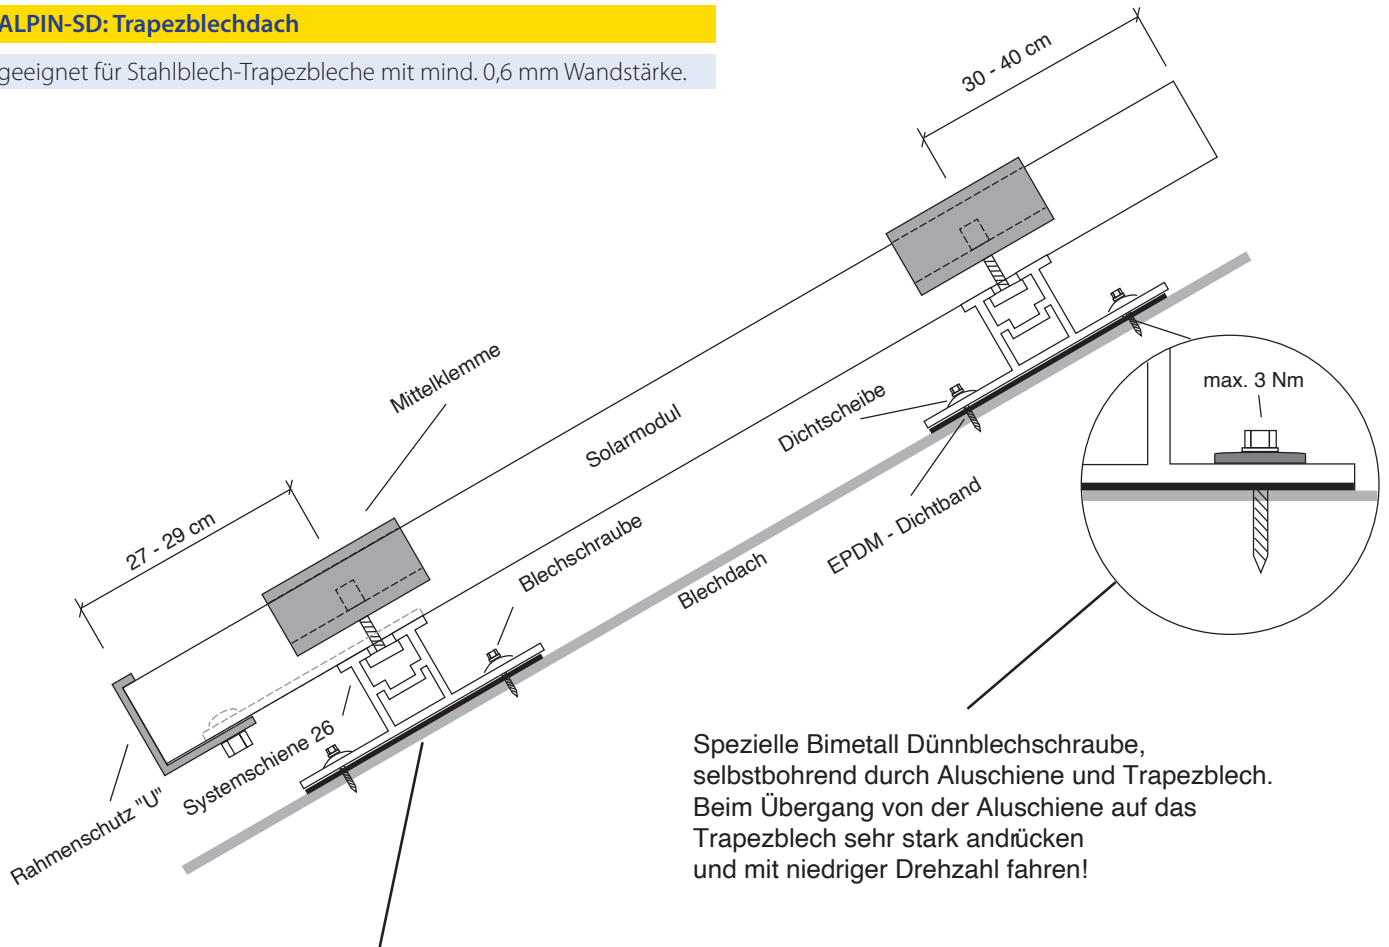 ALPIN-SD: Trapezblechdach
geeignet für Stahlblech-Trapezbleche mit mind. 0,6 mm Wandstärke.
30 - 40 cm
Mittelklemme
Solarmodul
Dichtscheibe
max. 3 Nm
27 - 29 cm
Blechschraube
EPDM - Dichtband
Blechdach
Systemschiene 26
Rahmenschutz "U"
Spezielle Bimetall Dünnblechschraube,
selbstbohrend durch Aluschiene und Trapezblech.
Beim Übergang von der Aluschiene auf das
Trapezblech sehr stark andrücken
und mit niedriger Drehzahl fahren!